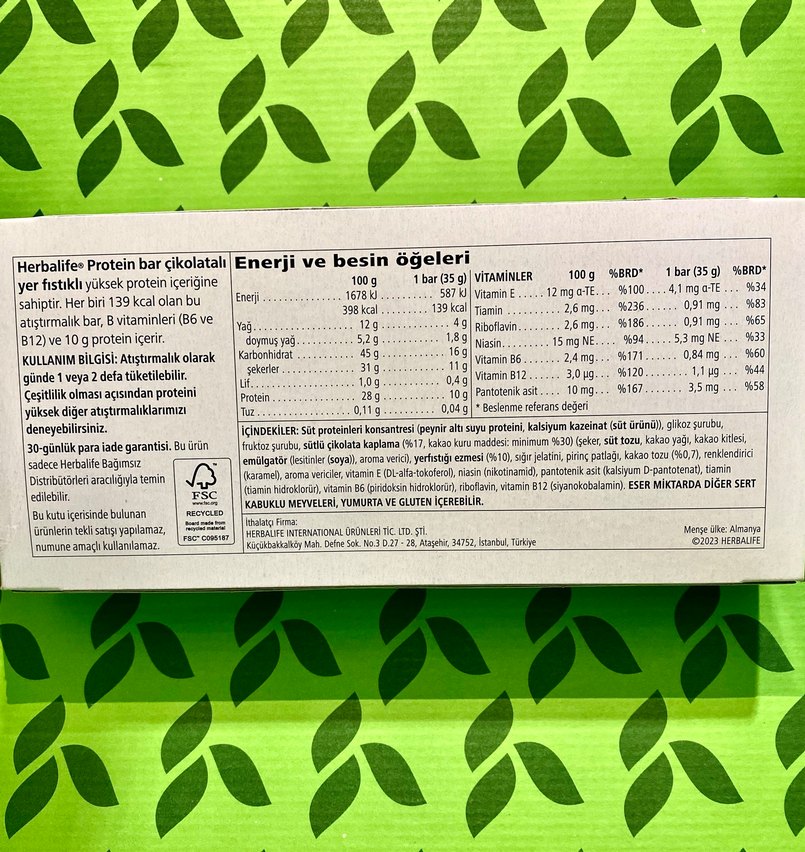 Herbalife® Protein bar çikolatalı
yer fıstıklı yüksek protein içeriğine
sahiptir. Her biri 139 kcal olan bu
atıştırmalık bar, B vitaminleri (B6 ve
B12) ve 10 g protein içerir.
KULLANIM BİLGİSİ: Atıştırmalık olarak
günde 1 veya 2 defa tüketilebilir.
Çeşitlilik olması açısından proteini
yüksek diğer atıştırmalıklarımızı
deneyebilirsiniz.
30-günlük para iade garantisi. Bu ürün
sadece Herbalife Bağımsız
Distribütörleri aracılığıyla temin
edilebilir.
Bu kutu içerisinde bulunan
ürünlerin tekli satışı yapılamaz,
numune amaçlı kullanılamaz.
FSC
www.fsc.org
RECYCLED
Board made from
recycled material
FSC® C095187
Enerji ve besin öğeleri
100 g 1 bar (35 g)
Enerji ........ 1678 kJ ........ 587 kJ
398 kcal ........ 139 kcal
Yağ ........ 12 g ........ 4 g
doymuş yağ ........ 5,2 g ........ 1,8 g
Karbonhidrat ........ 45 g ........ 16 g
şekerler ........ 31 g ........ 11 g
Lif ........ 1,0 g ........ 0,4 g
Protein ........ 28 g ........ 10 g
Tuz ........ 0,11 g ........ 0,04 g
VİTAMİNLER 100 g %BRD* 1 bar (35 g) %BRD*
Vitamin E ..... 12 mg α-TE... %100.... 4,1 mg α-TE ... %34
Tiamin ........ 2,6 mg... %236........ 0,91 mg ... %83
Riboflavin ........ 2,6 mg... %186........ 0,91 mg ... %65
Niasin ........ 15 mg NE.... %94..... 5,3 mg NE ... %33
Vitamin B6 ....... 2,4 mg... %171........ 0,84 mg ... %60
Vitamin B12 ....... 3,0 µg... %120......... 1,1 µg ... %44
Pantotenik asit .... 10 mg.... %167......... 3,5 mg ... %58
* Beslenme referans değeri
İÇİNDEKİLER: Süt proteinleri konsantresi (peynir altı suyu proteini, kalsiyum kazeinat (süt ürünü)), glikoz şurubu,
fruktoz şurubu, sütlü çikolata kaplama (%17, kakao kuru maddesi: minimum %30) (şeker, süt tozu, kakao yağı, kakao kitlesi,
emülgatör (lesitinler (soya)), aroma verici), yerfıstığı ezmesi (%10), sığır jelatini, pirinç patlağı, kakao tozu (%0,7), renklendirici
(karamel), aroma vericiler, vitamin E (DL-alfa-tokoferol), niasin (nikotinamid), pantotenik asit (kalsiyum D-pantotenat), tiamin
(tiamin hidroklorür), vitamin B6 (piridoksin hidroklorür), riboflavin, vitamin B12 (siyanokobalamin). ESER MİKTARDA DİĞER SERT
KABUKLU MEYVELERİ, YUMURTA VE GLUTEN İÇEREBİLİR.
İthalatçı Firma:
HERBALIFE INTERNATIONAL ÜRÜNLERİ TİC. LTD. ŞTİ.
Küçükbakkalköy Mah. Defne Sok. No.3 D.27 - 28, Ataşehir, 34752, İstanbul, Türkiye
Menşe ülke: Almanya
©2023 HERBALIFE